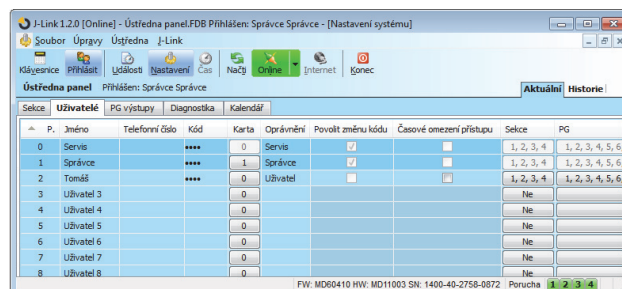 J-Link 1.2.0 [Online] - Ústředna panel.FDB Přihlášen: Správce Správce - [Nastavení systému]
Soubor Úpravy Ústředna J-Link
Klávesnice Přihlásit Události Nastavení Čas Načti Online Internet Konec
Ústředna panel Přihlášen: Správce Správce Aktuální Historie
Sekce Uživatelé PG výstupy Diagnostika Kalendář
P. Jméno Telefonní číslo Kód Karta Oprávnění Povolit změnu kódu Časové omezení přístupu Sekce PG
0 Servis •••• 0 Servis 1, 2, 3, 4 1, 2, 3, 4, 5, 6,
1 Správce •••• 1 Správce 1, 2, 3, 4 1, 2, 3, 4, 5, 6,
2 Tomáš •••• 0 Uživatel 1, 2, 3, 4 1, 2, 3, 4, 5, 6,
3 Uživatel 3 0 Ne
4 Uživatel 4 0 Ne
5 Uživatel 5 0 Ne
6 Uživatel 6 0 Ne
7 Uživatel 7 0 Ne
8 Uživatel 8 0 Ne
FW: MD60410 HW: MD11003 SN: 1400-40-2758-0872 Porucha 1 2 3 4